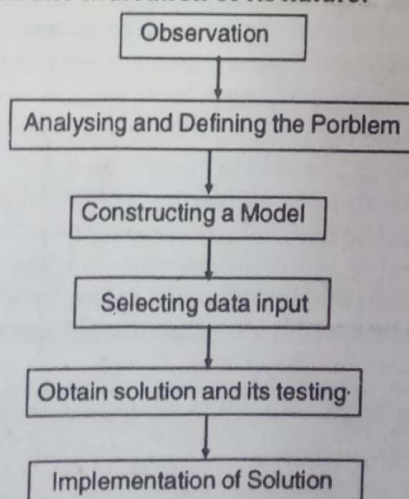 Observation
Analysing and Defining the Porblem
Constructing a Model
Selecting data input
Obtain solution and its testing.
Implementation of Solution